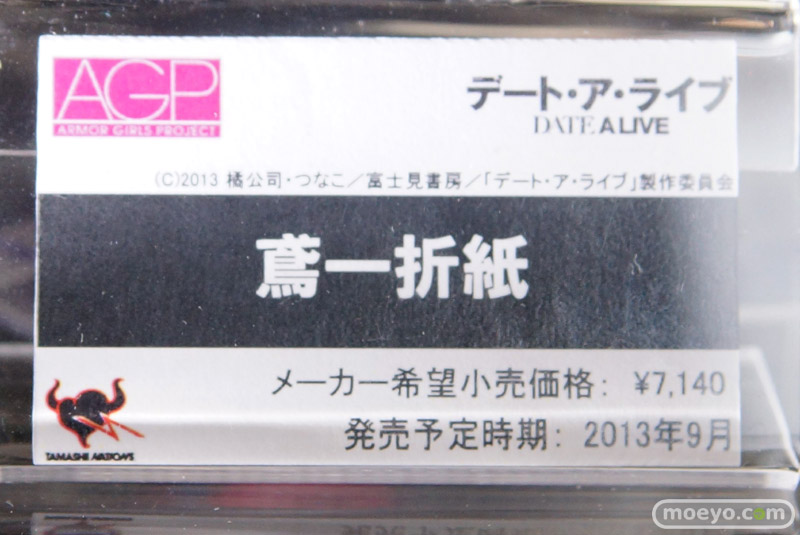 AGP
ARMOR GIRLS PROJECT
デート・ア・ライブ
DATE A LIVE
(C)2013 橘公司・つなこ／富士見書房／「デート・ア・ライブ」製作委員会
鳶一折紙
メーカー希望小売価格: ¥7,140
発売予定時期: 2013年9月
TAMASHII NATIONS
moeyo.com